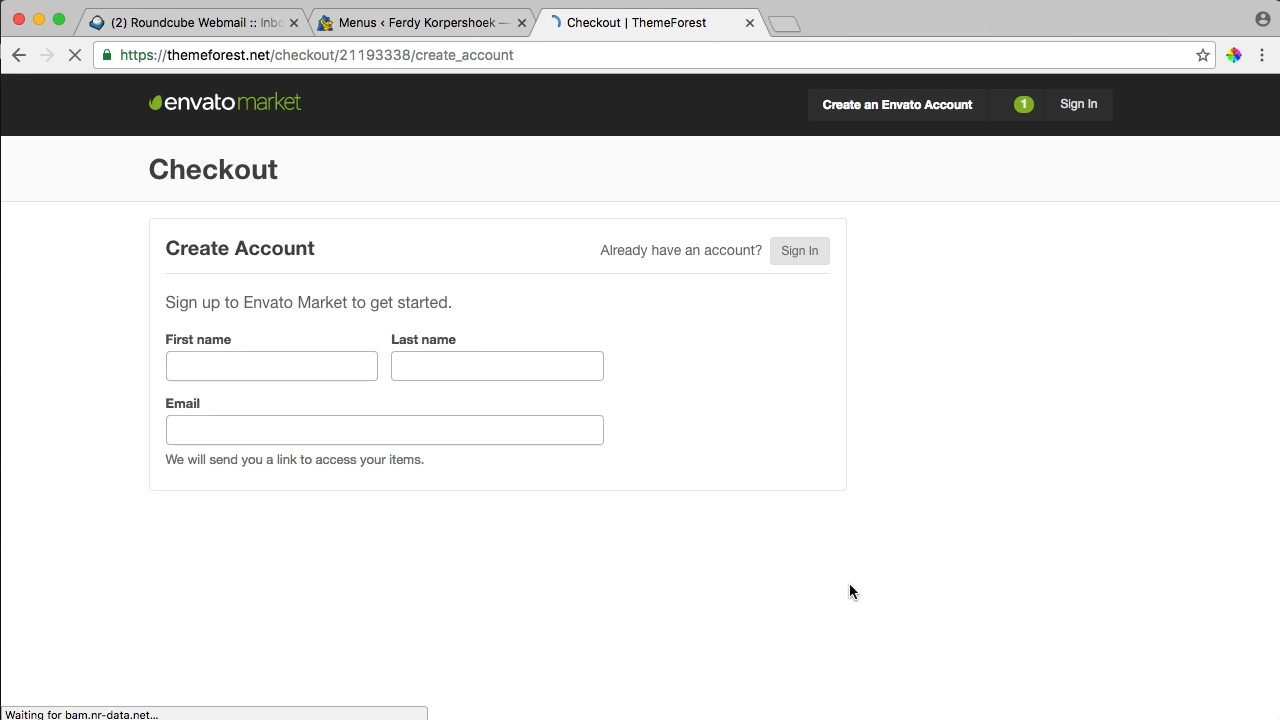 (2) Roundcube Webmail :: Inbo
Menus ‹ Ferdy Korpershoek —
Checkout | ThemeForest
https://themeforest.net/checkout/21193338/create_account
envato market
Create an Envato Account
1
Sign In
Checkout
Create Account
Already have an account?
Sign In
Sign up to Envato Market to get started.
First name
Last name
Email
We will send you a link to access your items.
Waiting for bam.nr-data.net...